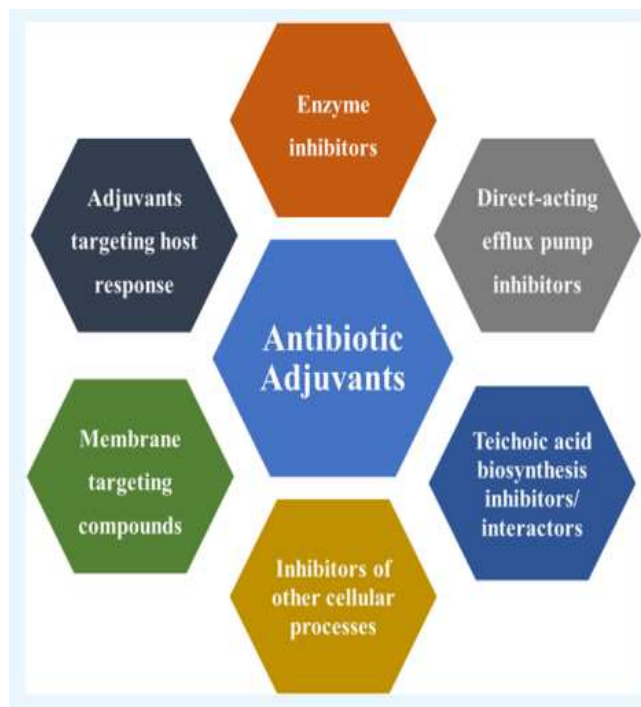 Enzyme
inhibitors
Adjuvants
targeting host
response
Direct-acting
efflux pump
inhibitors
Antibiotic
Adjuvants
Membrane
targeting
compounds
Teichoic acid
biosynthesis
inhibitors/
interactors
Inhibitors of
other cellular
processes